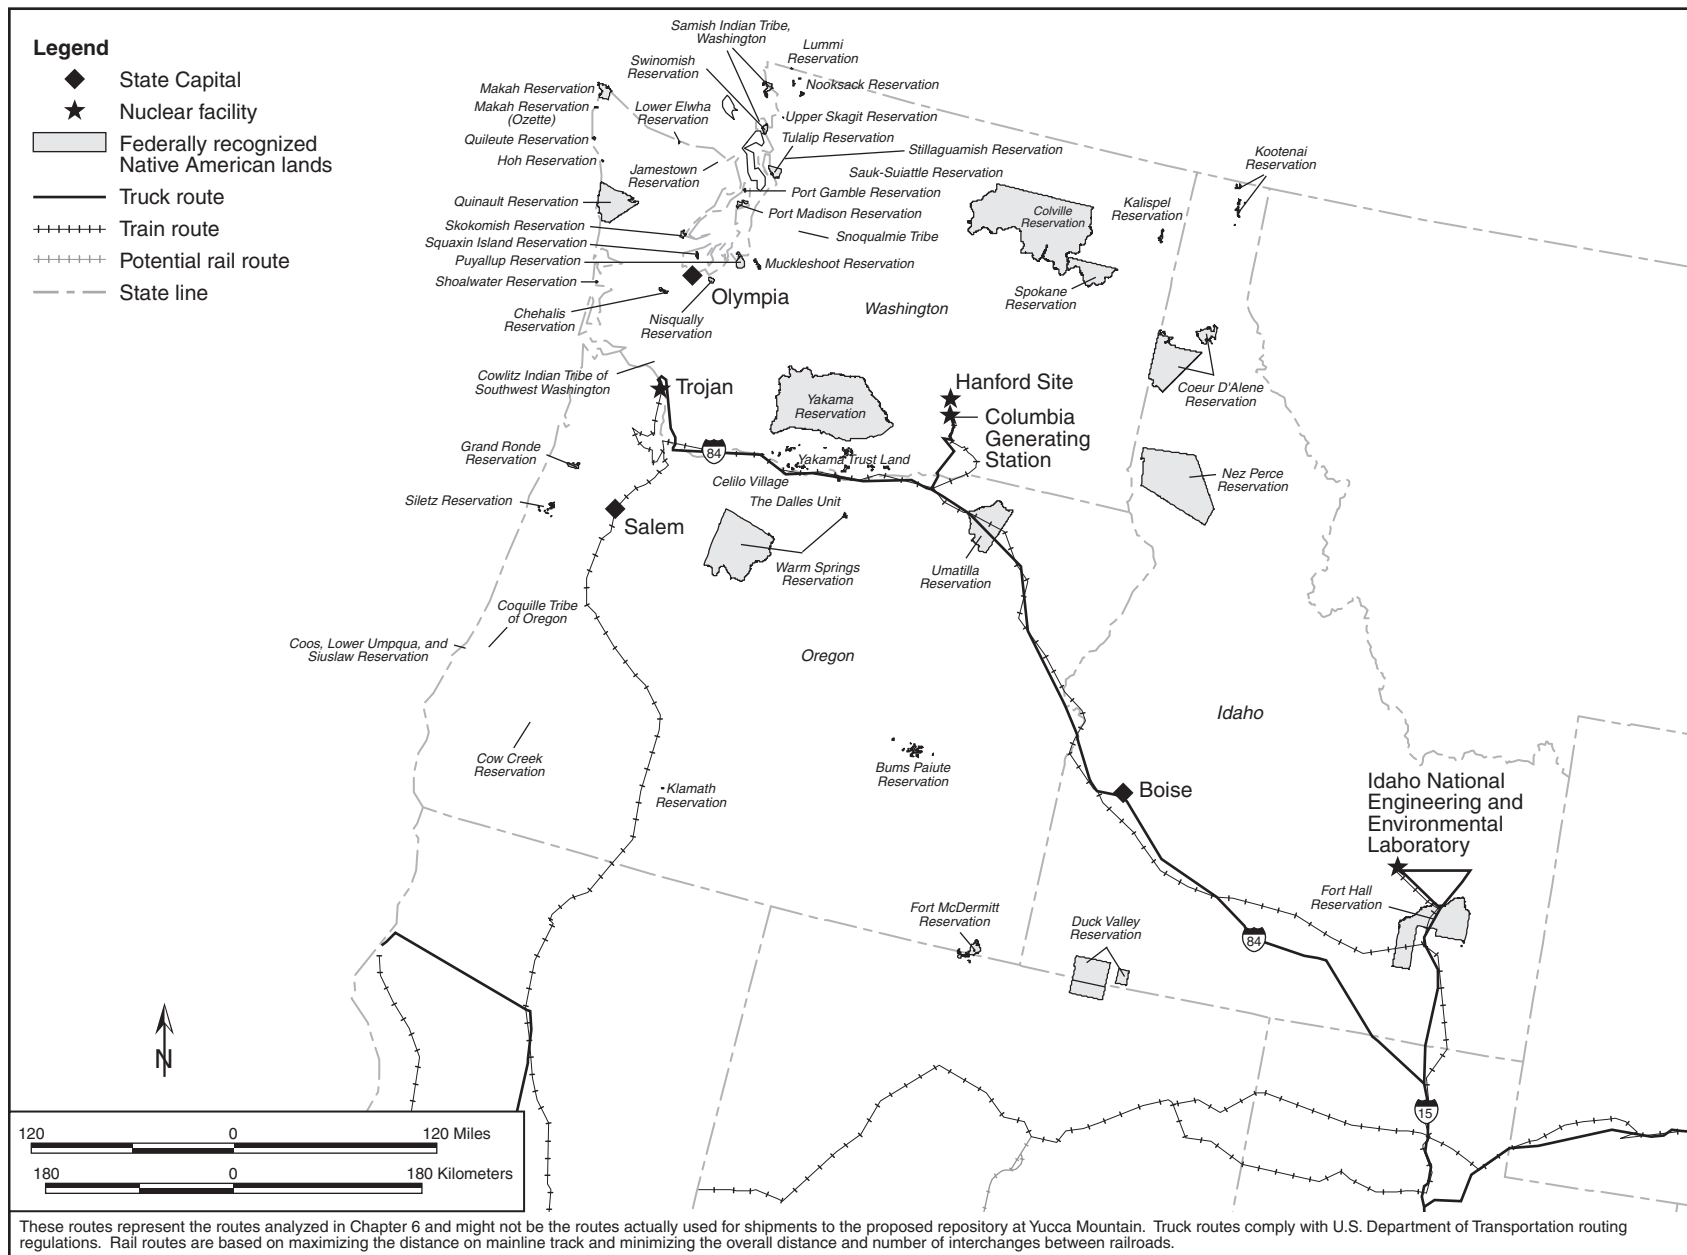 Legend
State Capital
Nuclear facility
Federally recognized
Native American lands
Truck route
Train route
Potential rail route
State line
Samish Indian Tribe,
Washington
Swinomish
Reservation
Lummi
Reservation
Nooksack Reservation
Makah Reservation
Makah Reservation
(Ozette)
Lower Elwha
Reservation
Upper Skagit Reservation
Quileute Reservation
Tulalip Reservation
Stillaguamish Reservation
Hoh Reservation
Jamestown
Reservation
Sauk-Suiattle Reservation
Quinault Reservation
Port Gamble Reservation
Port Madison Reservation
Skokomish Reservation
Snoqualmie Tribe
Squaxin Island Reservation
Puyallup Reservation
Muckleshoot Reservation
Shoalwater Reservation
Olympia
Chehalis
Reservation
Nisqually
Reservation
Colville
Reservation
Kalispel
Reservation
Kootenai
Reservation
Spokane
Reservation
Washington
Cowlitz Indian Tribe of
Southwest Washington
Trojan
Yakama
Reservation
Hanford Site
Columbia
Generating
Station
Coeur D'Alene
Reservation
84
Yakama Trust Land
Grand Ronde
Reservation
Celilo Village
The Dalles Unit
Nez Perce
Reservation
Siletz Reservation
Salem
Warm Springs
Reservation
Umatilla
Reservation
Coquille Tribe
of Oregon
Coos, Lower Umpqua, and
Siuslaw Reservation
Oregon
Idaho
Cow Creek
Reservation
Klamath
Reservation
Bums Paiute
Reservation
Boise
Idaho National
Engineering and
Environmental
Laboratory
Fort Hall
Reservation
Fort McDermitt
Reservation
Duck Valley
Reservation
84
15
N
120 0 120 Miles
180 0 180 Kilometers
These routes represent the routes analyzed in Chapter 6 and might not be the routes actually used for shipments to the proposed repository at Yucca Mountain. Truck routes comply with U.S. Department of Transportation routing
regulations. Rail routes are based on maximizing the distance on mainline track and minimizing the overall distance and number of interchanges between railroads.